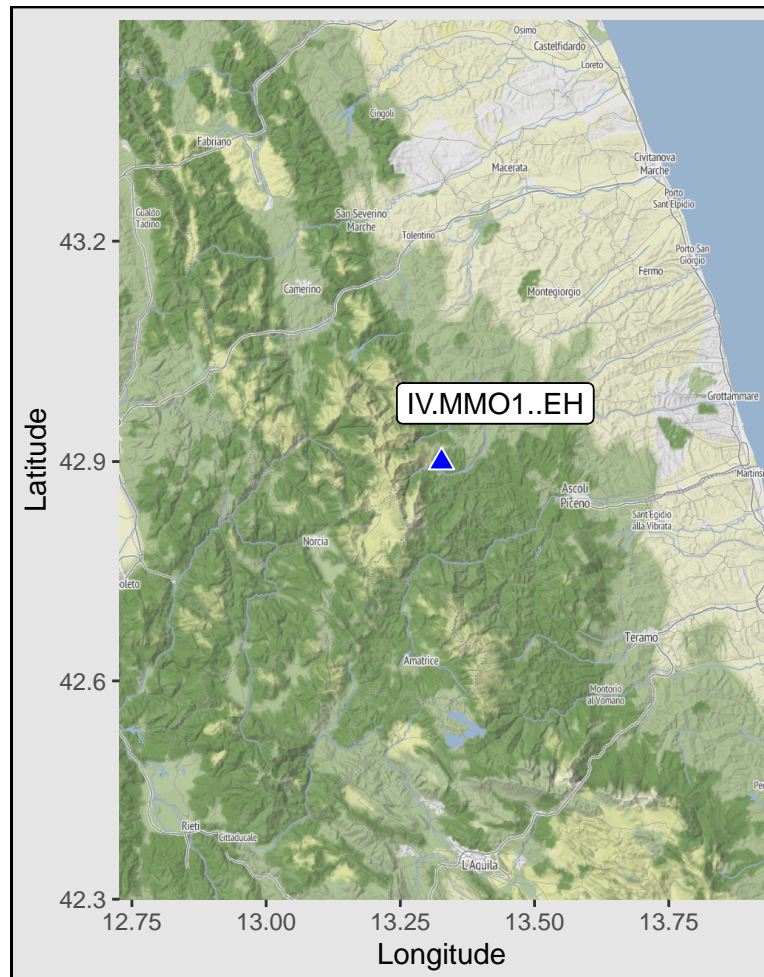 Osimo
Castelfidardo
Loreto
Cingoli
Fabriano
Macerata
Civitanova
Marche
Porto
Sant'Elpidio
Gualdo
Tadino
San Severino
Marche
Tolentino
43.2
Porto San
Giorgio
Fermo
Camerino
Montegiorgio
IV.MMO1..EH
Grottammare
42.9
Latitude
Martins
Ascoli
Piceno
Sant'Egidio
alla Vibrata
Norcia
oleto
Teramo
Amatrice
42.6
Montorio
al Vomano
Pe
Rieti
Cittaducale
L'Aquila
42.3
12.75 13.00 13.25 13.50 13.75
Longitude